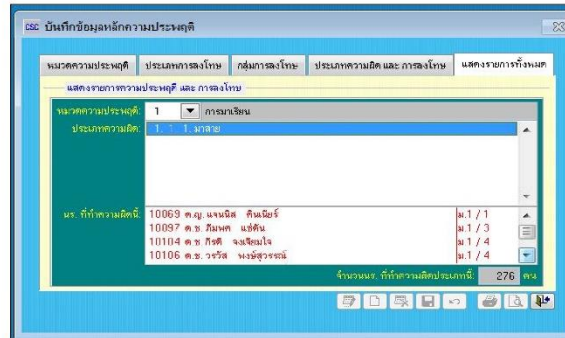 csc บันทึกข้อมูลหลักความประพฤติ
หมวดความประพฤติ ประเภทการลงโทษ กลุ่มการลงโทษ ประเภทความผิด และ การลงโทษ แสดงรายการทั้งหมด
แสดงรายการความประพฤติ และ การลงโทษ
หมวดความประพฤติ: 1 การมาเรียน
ประเภทความผิด: 1. 1. 1. มาสาย
นร. ที่ทำความผิดนี้: 10069 ด.ญ. แจนนิส ม.1 / 1
10097 ด.ช. ภีมพศ แซ่ตัน ม.1 / 3
10104 ด.ช. กีรติ จงเจียมใจ ม.1 / 4
10106 ด.ช. วรวัส พงษ์สุวรรณ์ ม.1 / 4
จำนวนนร. ที่ทำความผิดประเภทนี้: 276 คน